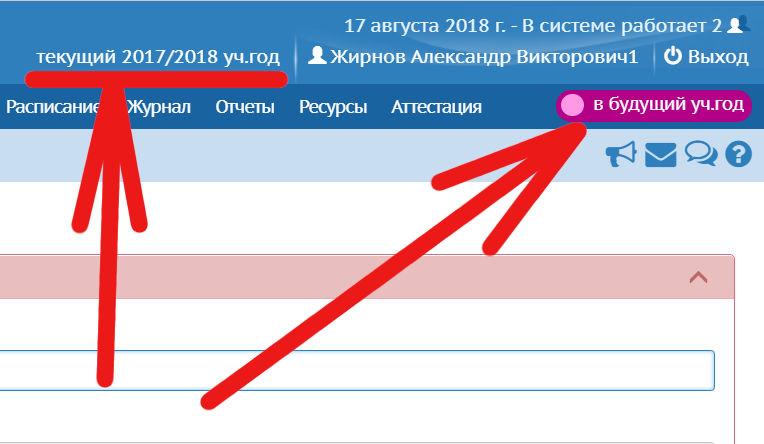 17 августа 2018 г. - В системе работает 2
текущий 2017/2018 уч.год Жирнов Александр Викторович1 Выход
Расписание Журнал Отчеты Ресурсы Аттестация в будущий уч.год